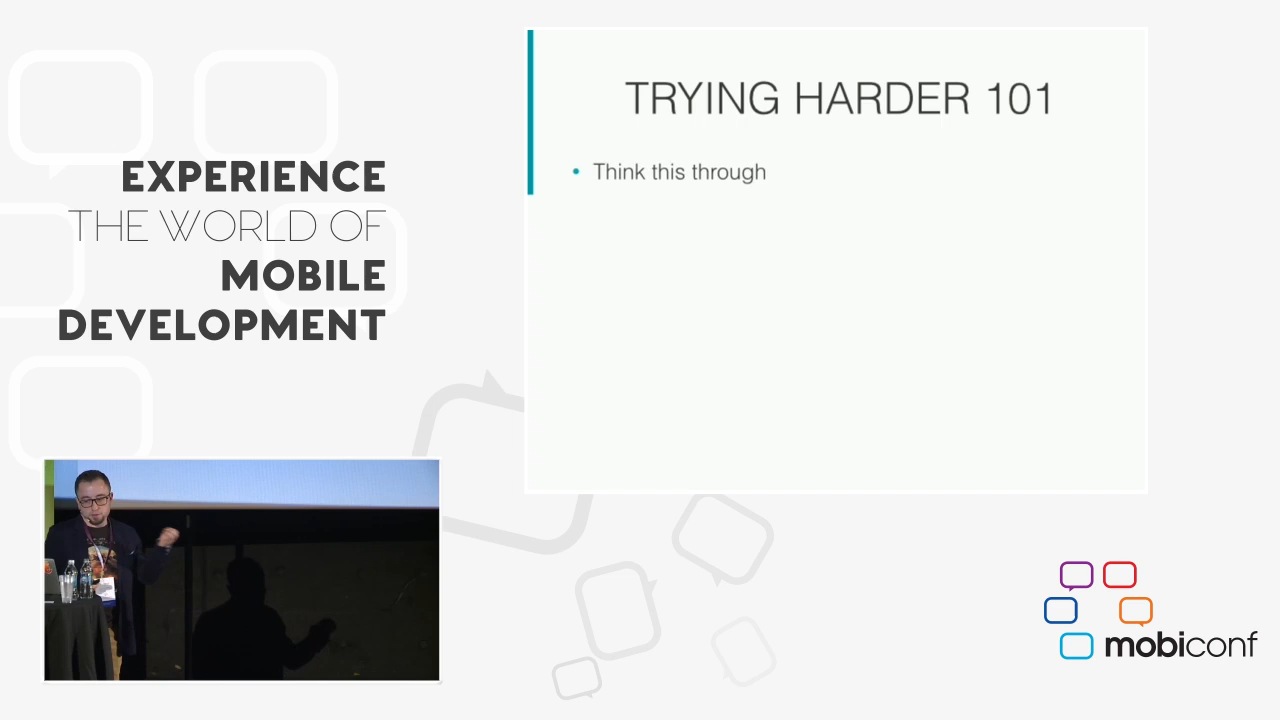 EXPERIENCE
THE WORLD OF
MOBILE
DEVELOPMENT
TRYING HARDER 101
• Think this through
mobiconf